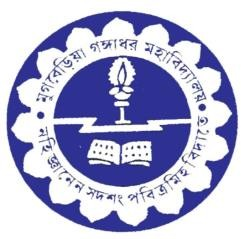 মুগবেড়িয়া গঙ্গাধর মহাবিদ্যালয়
নহি জ্ঞানেন সদৃশং পবিত্রমিহ বিদ্যতে